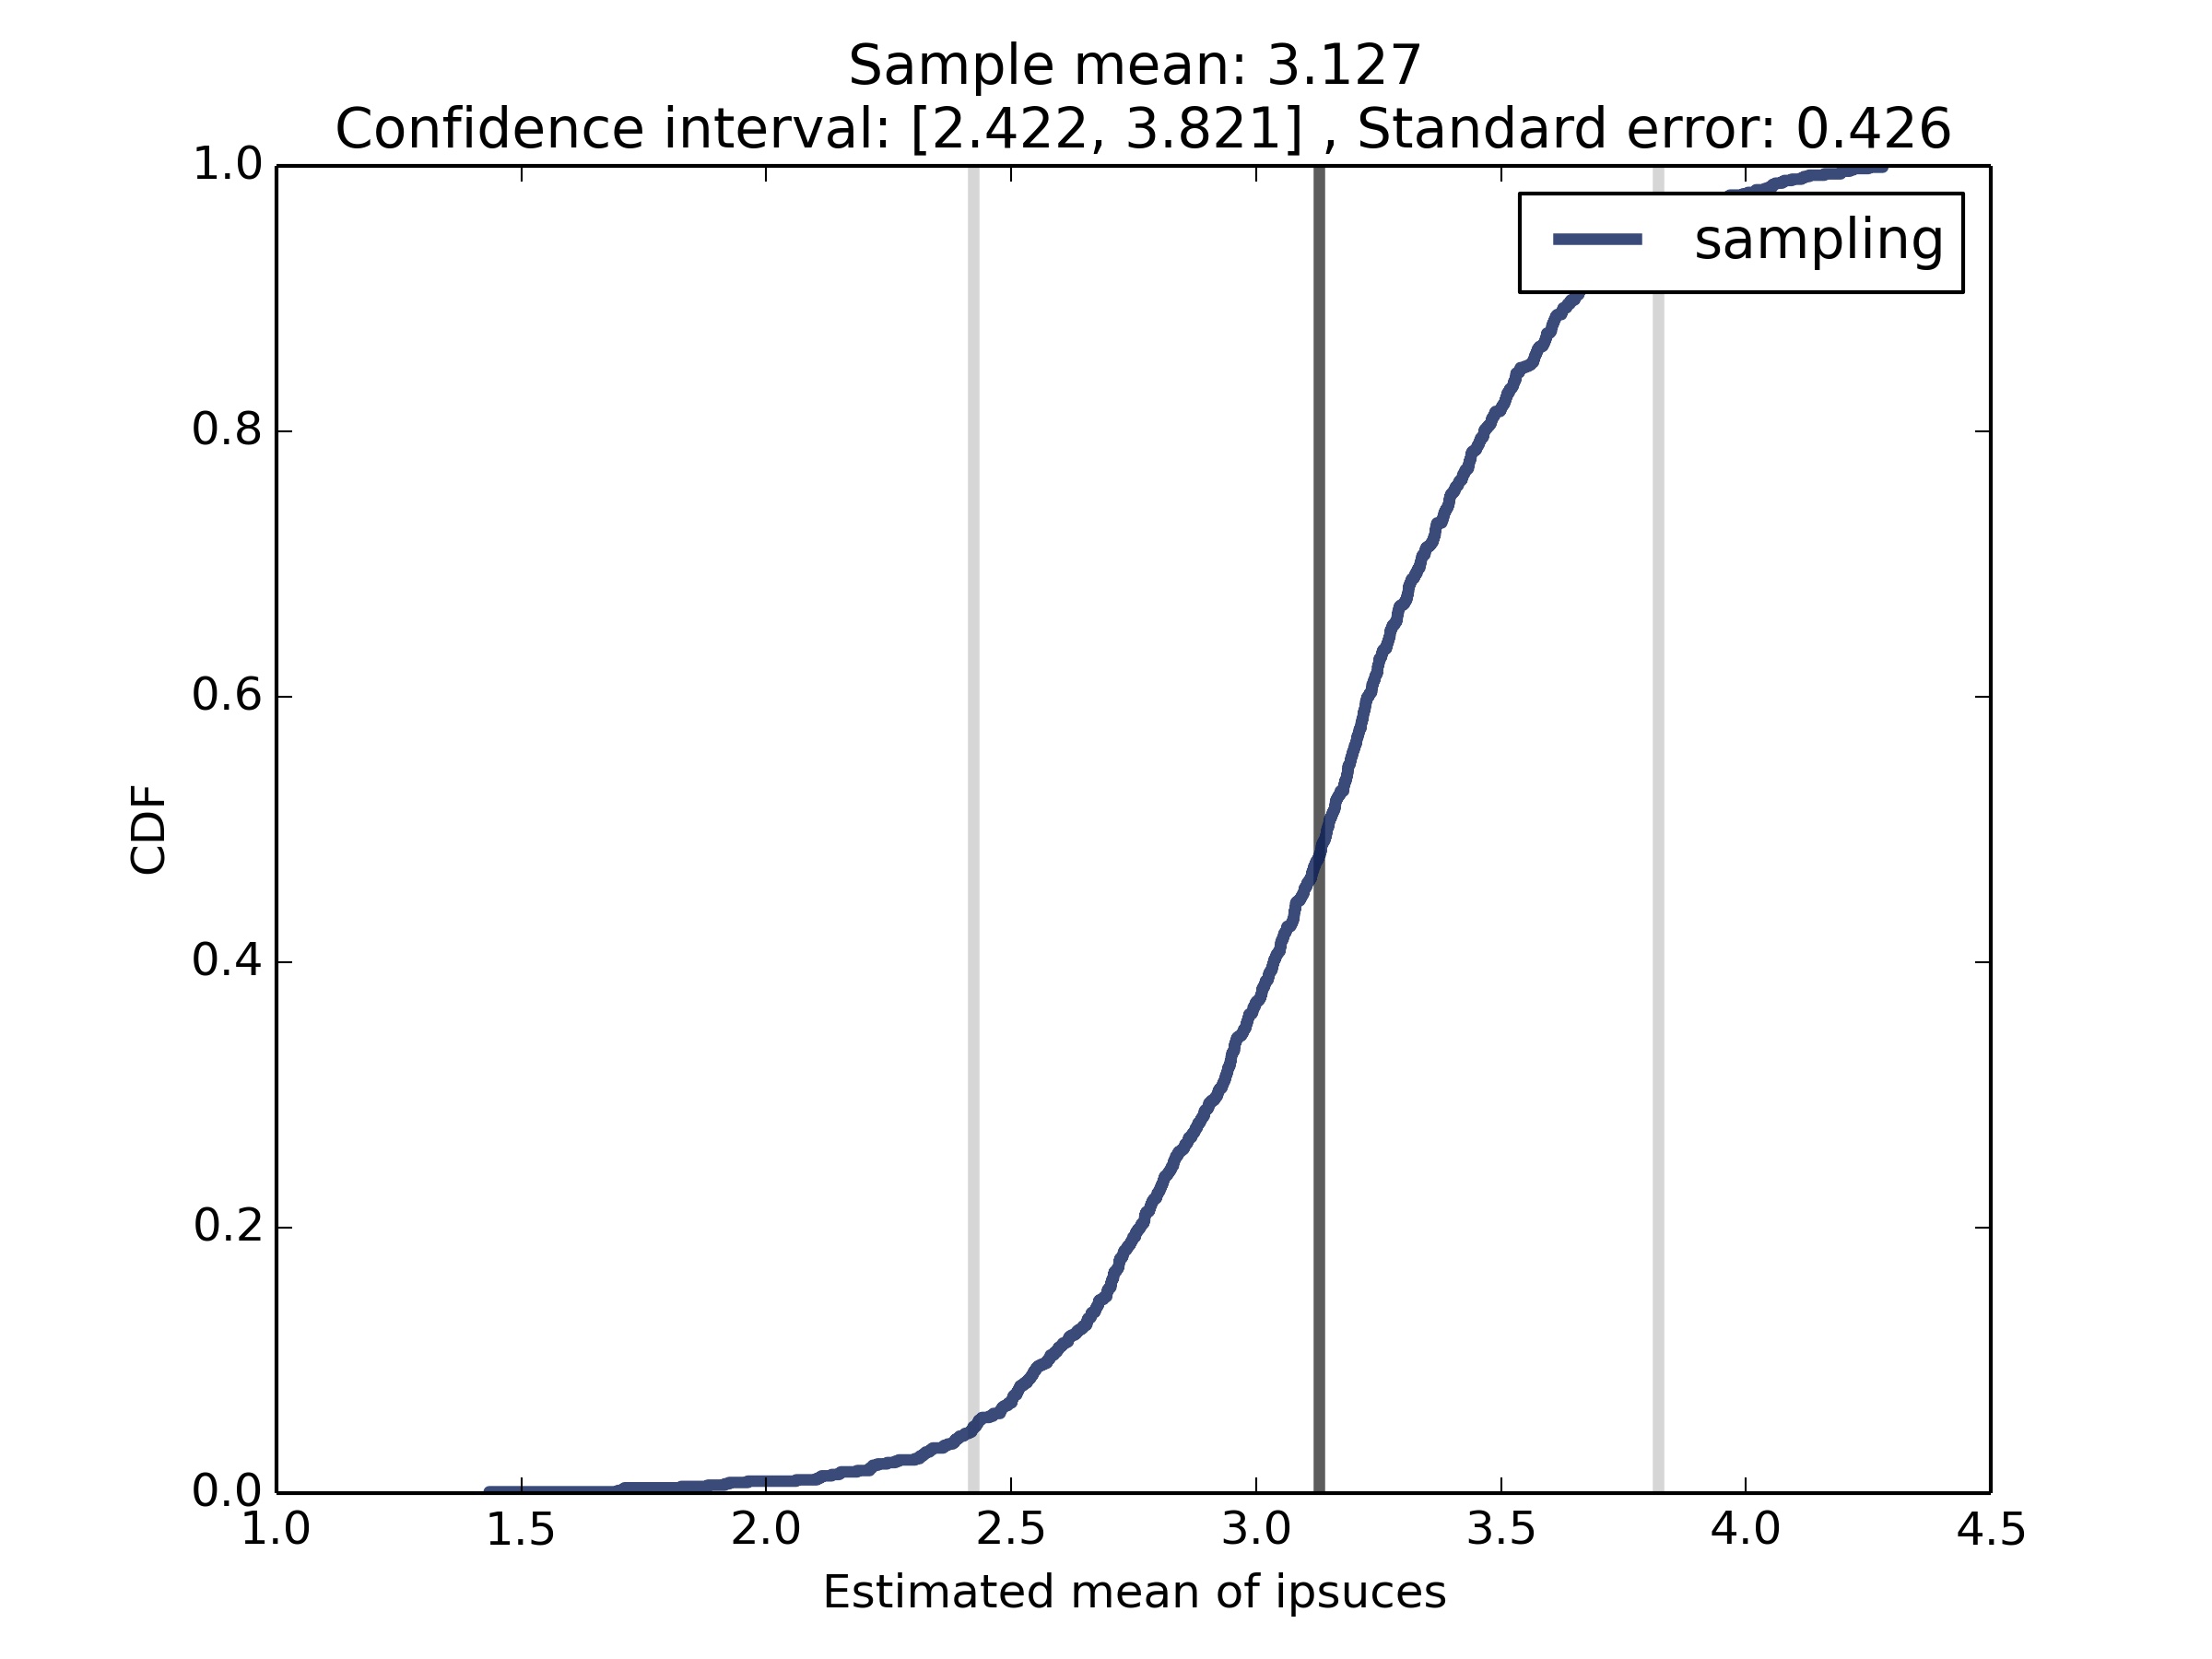 Sample mean: 3.127
Confidence interval: [2.422, 3.821] , Standard error: 0.426
sampling
1.0
0.8
0.6
0.4
0.2
0.0
CDF
1.0 1.5 2.0 2.5 3.0 3.5 4.0 4.5
Estimated mean of ipsuces